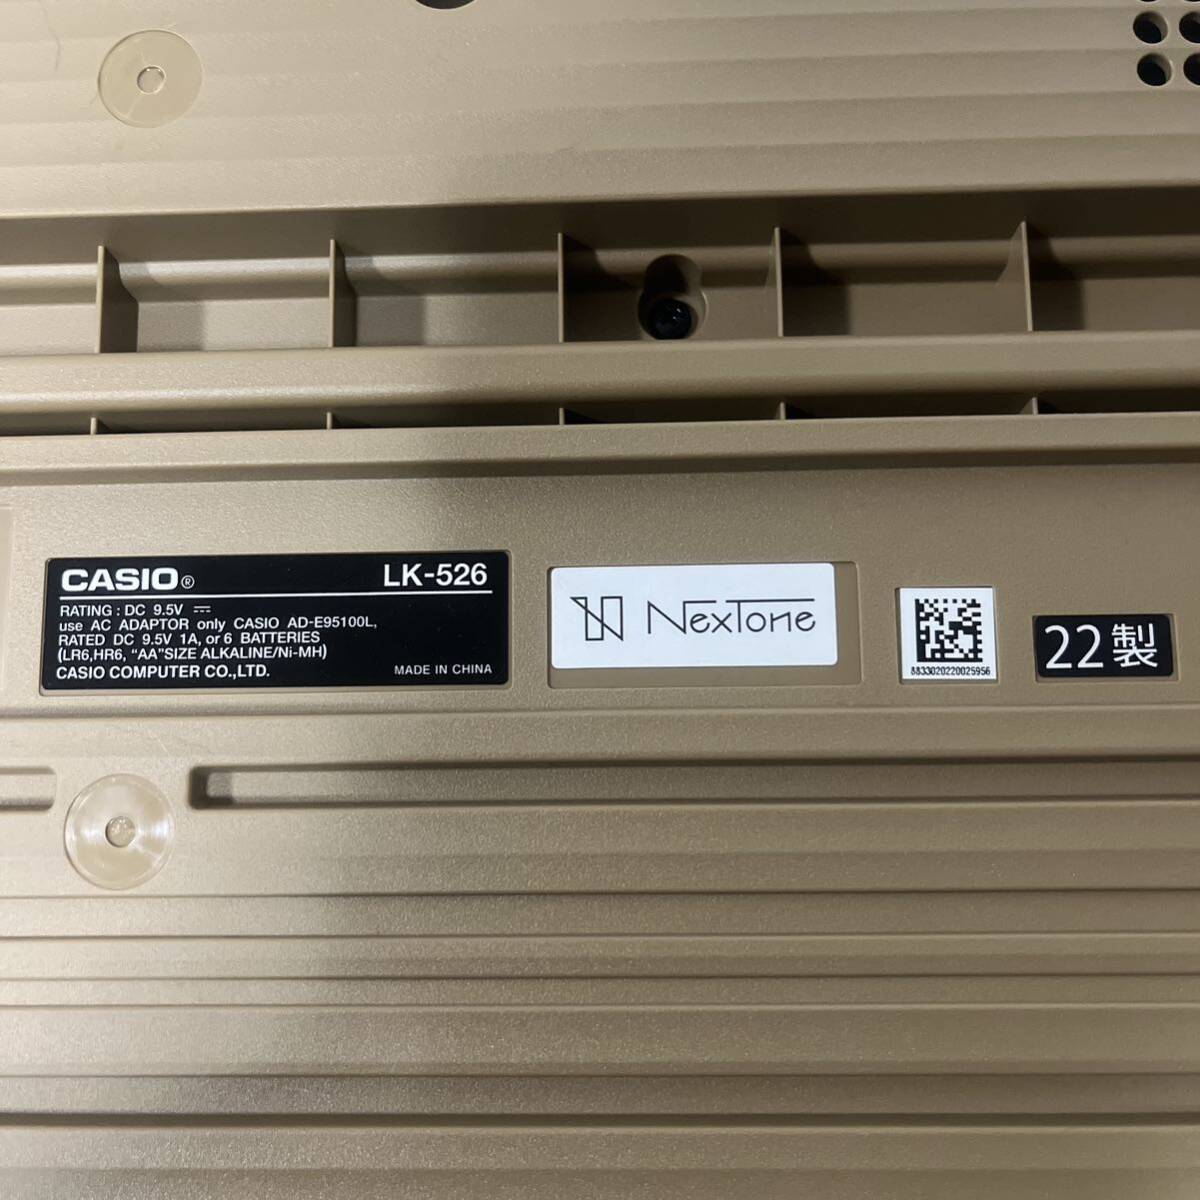 CASIO® LK-526
RATING : DC 9.5V ⎓
use AC ADAPTOR only CASIO AD-E95100L,
RATED DC 9.5V 1A, or 6 BATTERIES
(LR6,HR6, "AA"SIZE ALKALINE/Ni-MH)
CASIO COMPUTER CO.,LTD. MADE IN CHINA
NexTone
8833020220025956
22製